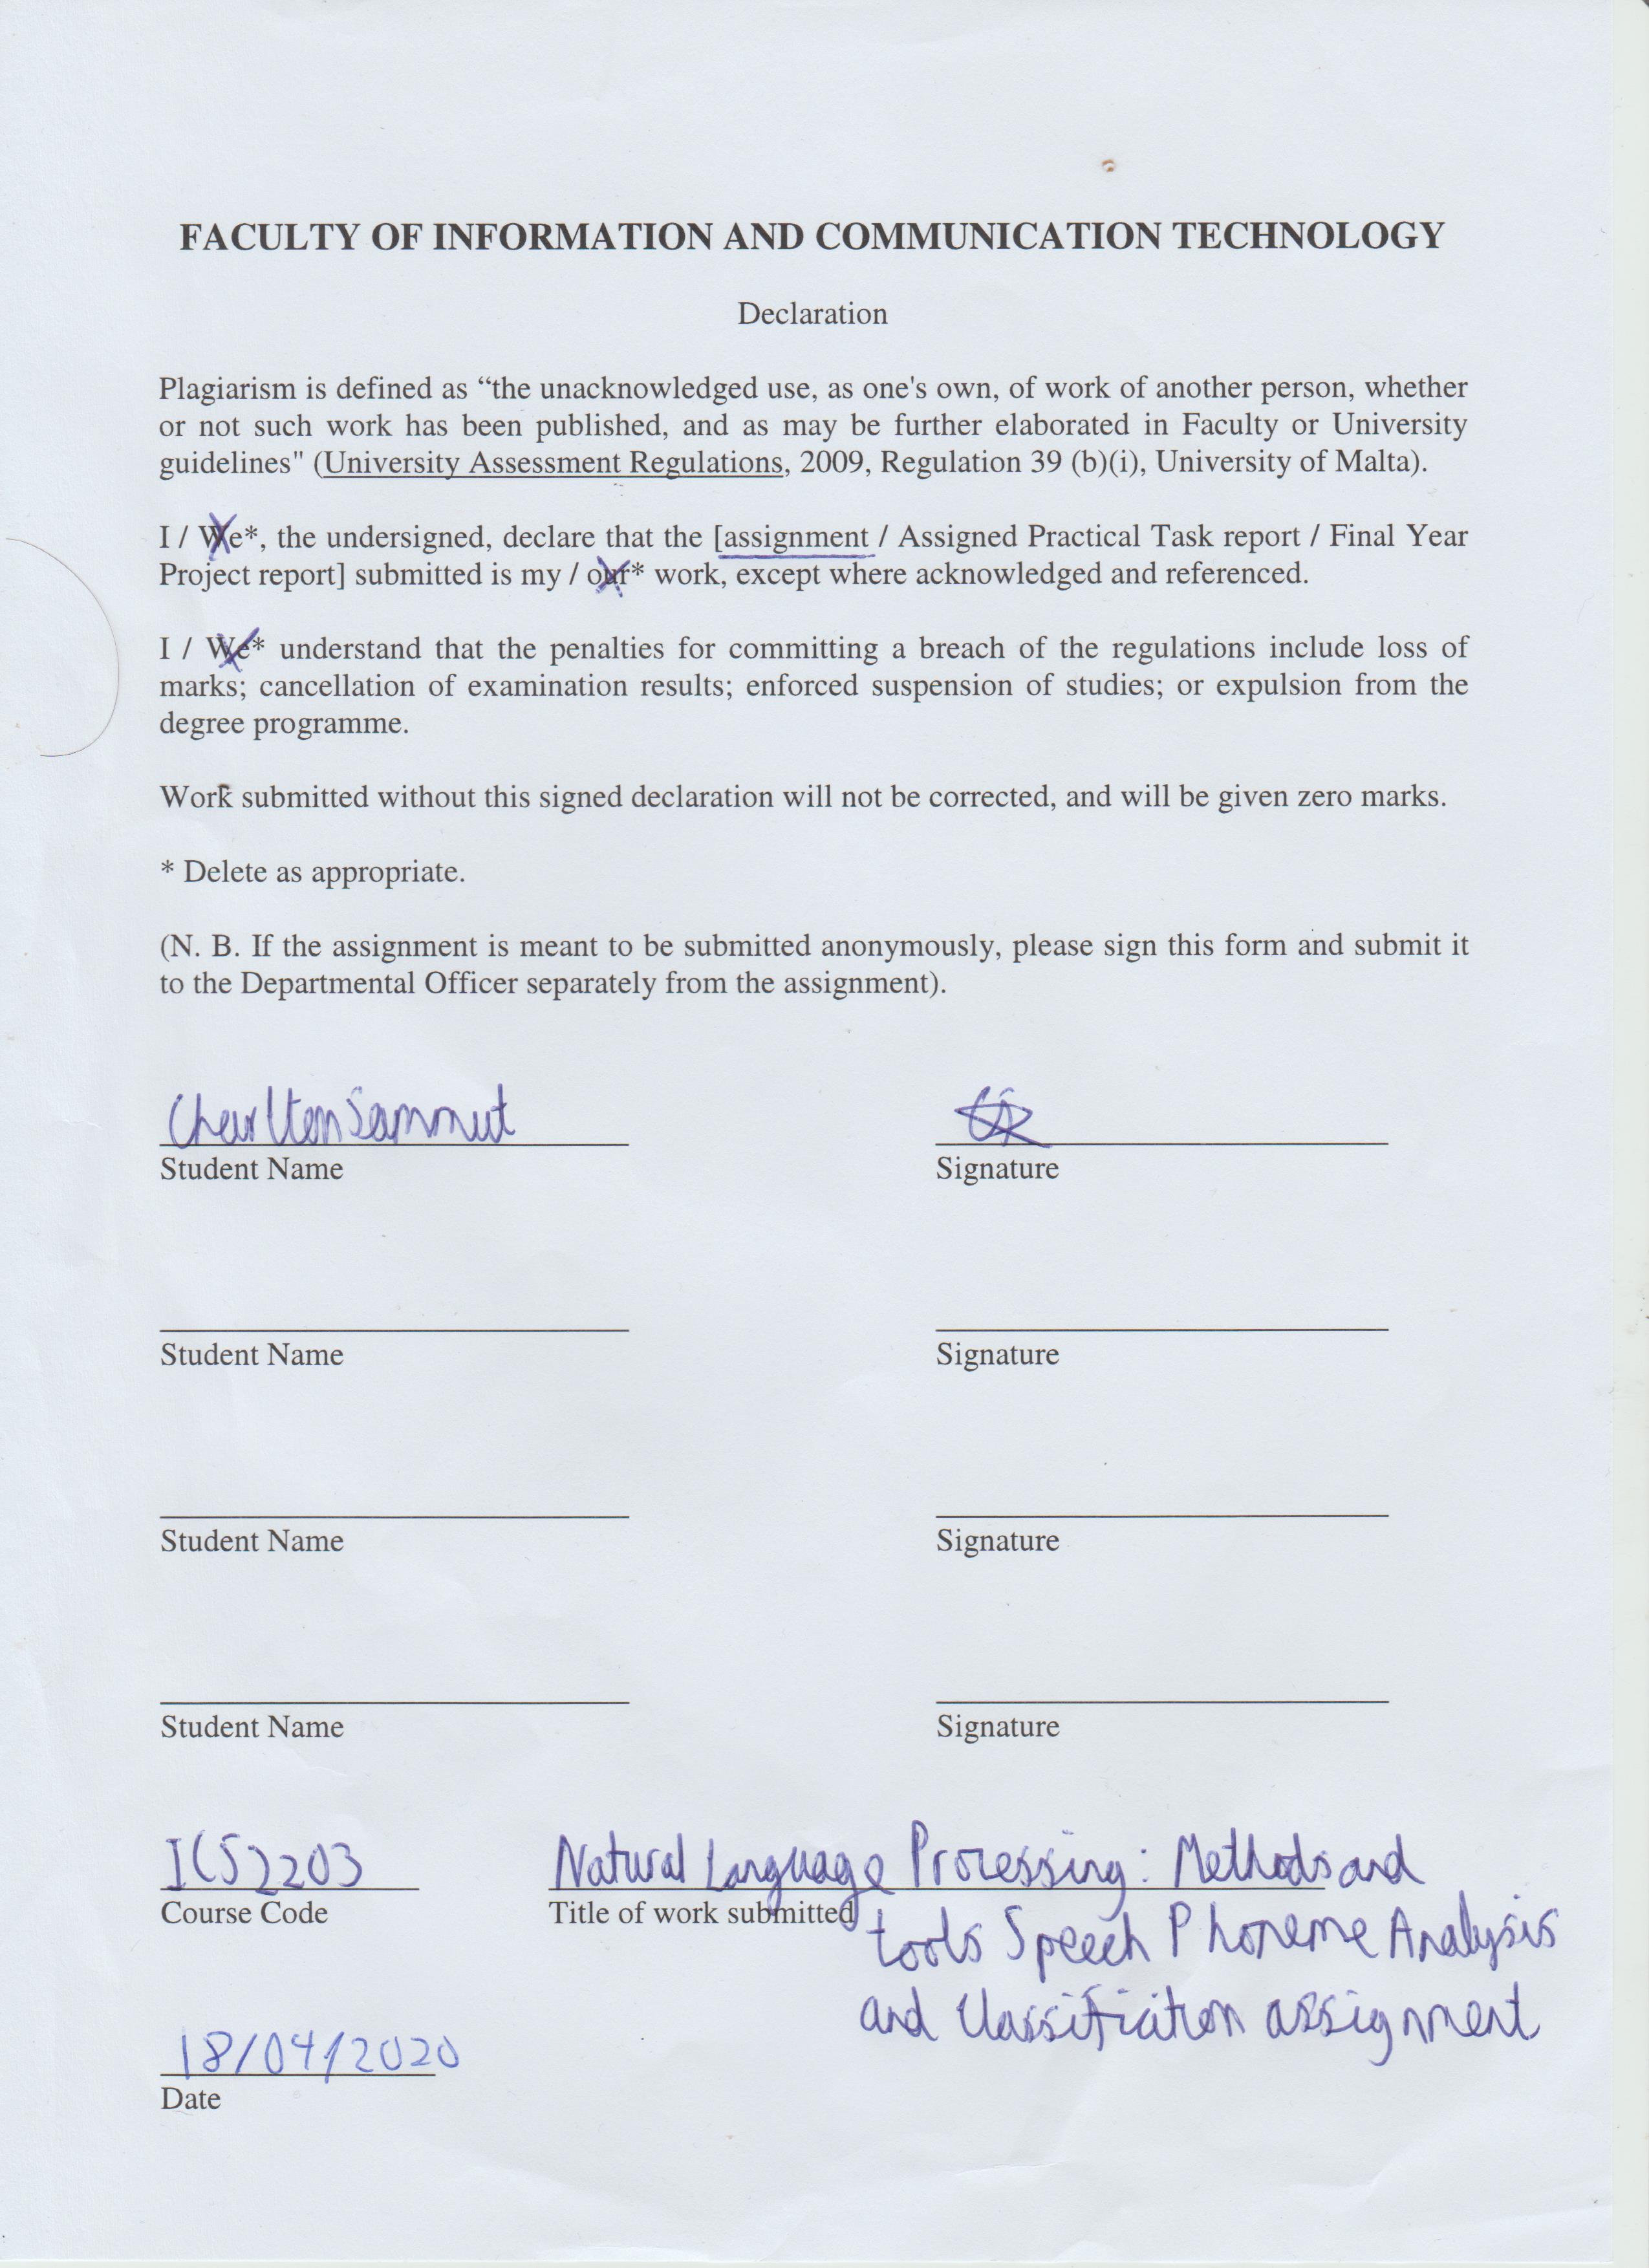 FACULTY OF INFORMATION AND COMMUNICATION TECHNOLOGY
Declaration
Plagiarism is defined as “the unacknowledged use, as one's own, of work of another person, whether
or not such work has been published, and as may be further elaborated in Faculty or University
guidelines" (University Assessment Regulations, 2009, Regulation 39 (b)(i), University of Malta).
I / We*, the undersigned, declare that the [assignment / Assigned Practical Task report / Final Year
Project report] submitted is my / our* work, except where acknowledged and referenced.
I / We* understand that the penalties for committing a breach of the regulations include loss of
marks; cancellation of examination results; enforced suspension of studies; or expulsion from the
degree programme.
Work submitted without this signed declaration will not be corrected, and will be given zero marks.
* Delete as appropriate.
(N. B. If the assignment is meant to be submitted anonymously, please sign this form and submit it
to the Departmental Officer separately from the assignment).
Charlton Sammut
Student Name Signature
Student Name Signature
Student Name Signature
Student Name Signature
ICS2203 Natural Language Processing: Methods and
Course Code Title of work submitted
tools Speech Phoneme Analysis
and Classification assignment
18/04/2020
Date